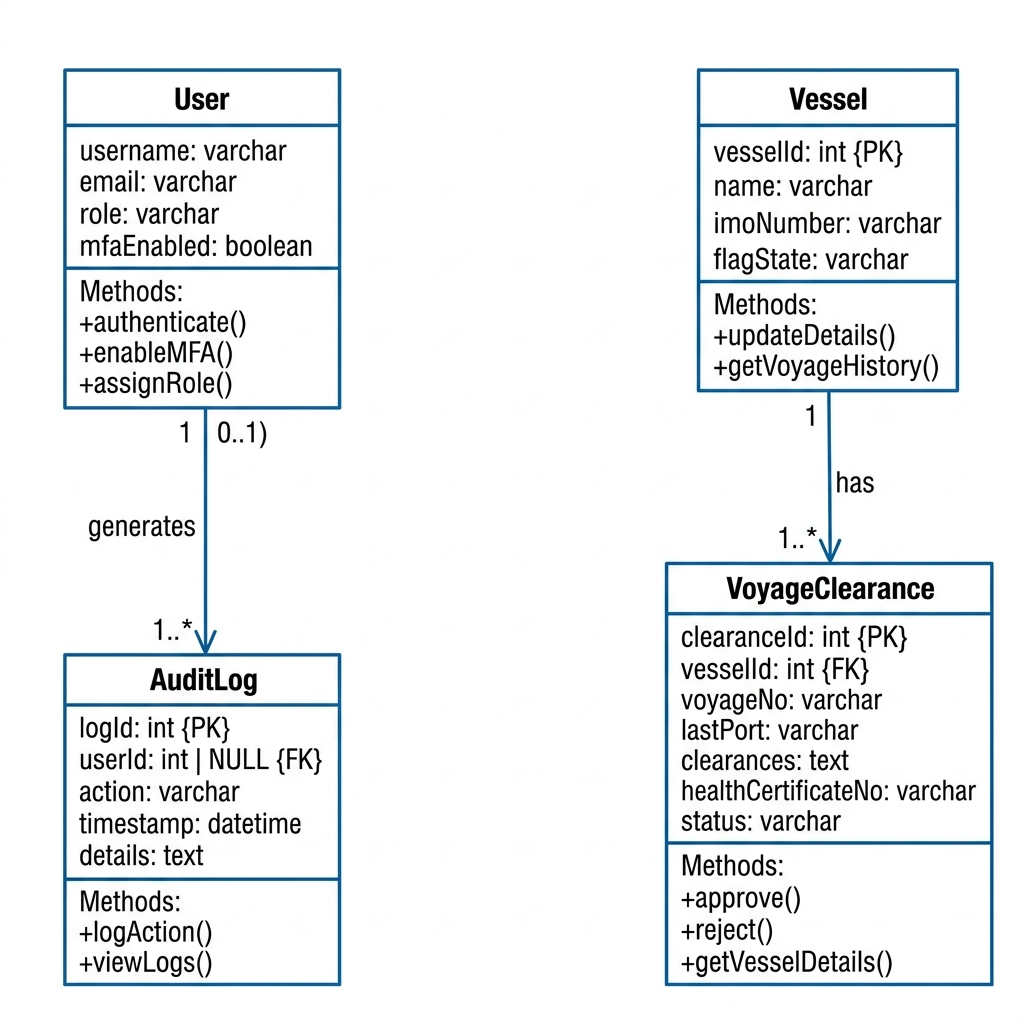 User
username: varchar
email: varchar
role: varchar
mfaEnabled: boolean
Methods:
+authenticate()
+enableMFA()
+assignRole()
1
0..1)
generates
1..*
AuditLog
logId: int {PK}
userId: int | NULL {FK}
action: varchar
timestamp: datetime
details: text
Methods:
+logAction()
+viewLogs()
Vessel
vesselId: int {PK}
name: varchar
imoNumber: varchar
flagState: varchar
Methods:
+updateDetails()
+getVoyageHistory()
1
has
1..*
VoyageClearance
clearanceId: int {PK}
vesselId: int {FK}
voyageNo: varchar
lastPort: varchar
clearances: text
healthCertificateNo: varchar
status: varchar
Methods:
+approve()
+reject()
+getVesselDetails()